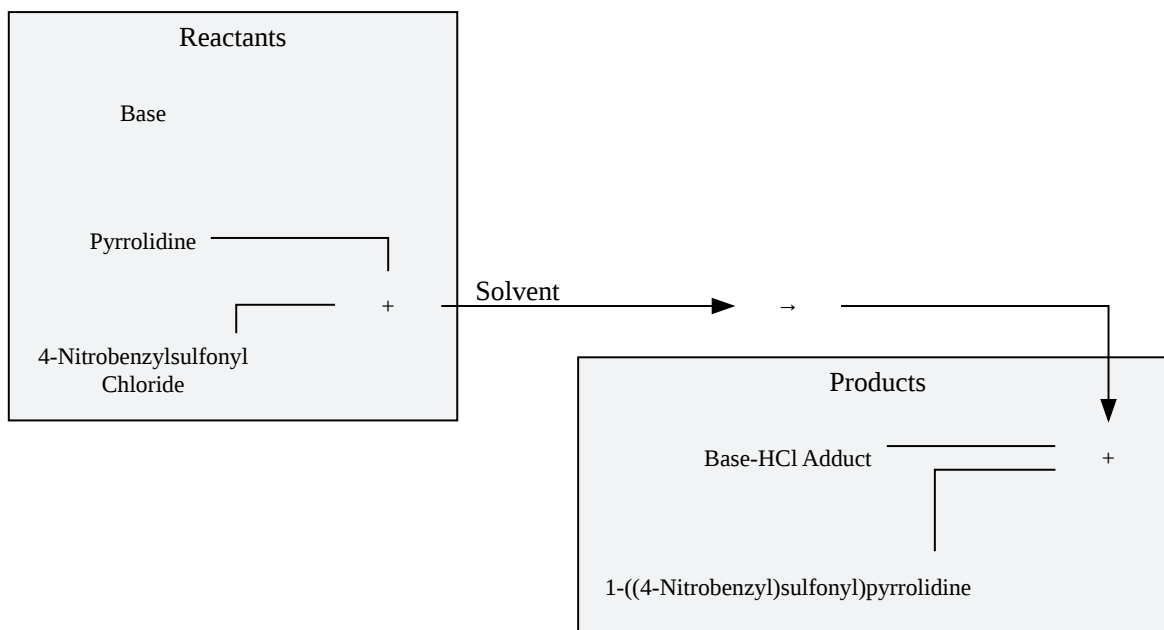 Reactants
Base
Pyrrolidine
+
Solvent
→
4-Nitrobenzylsulfonyl
Chloride
Products
Base-HCl Adduct
+
1-((4-Nitrobenzyl)sulfonyl)pyrrolidine